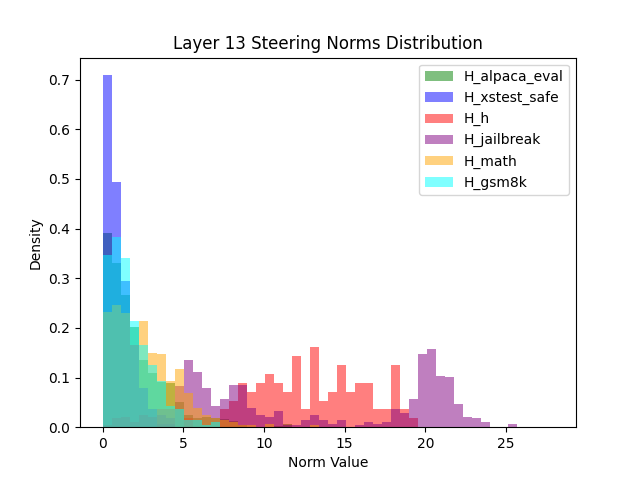 Layer 13 Steering Norms Distribution
H_alpaca_eval
H_xstest_safe
H_h
H_jailbreak
H_math
H_gsm8k
Density
0.7
0.6
0.5
0.4
0.3
0.2
0.1
0.0
0 5 10 15 20 25
Norm Value